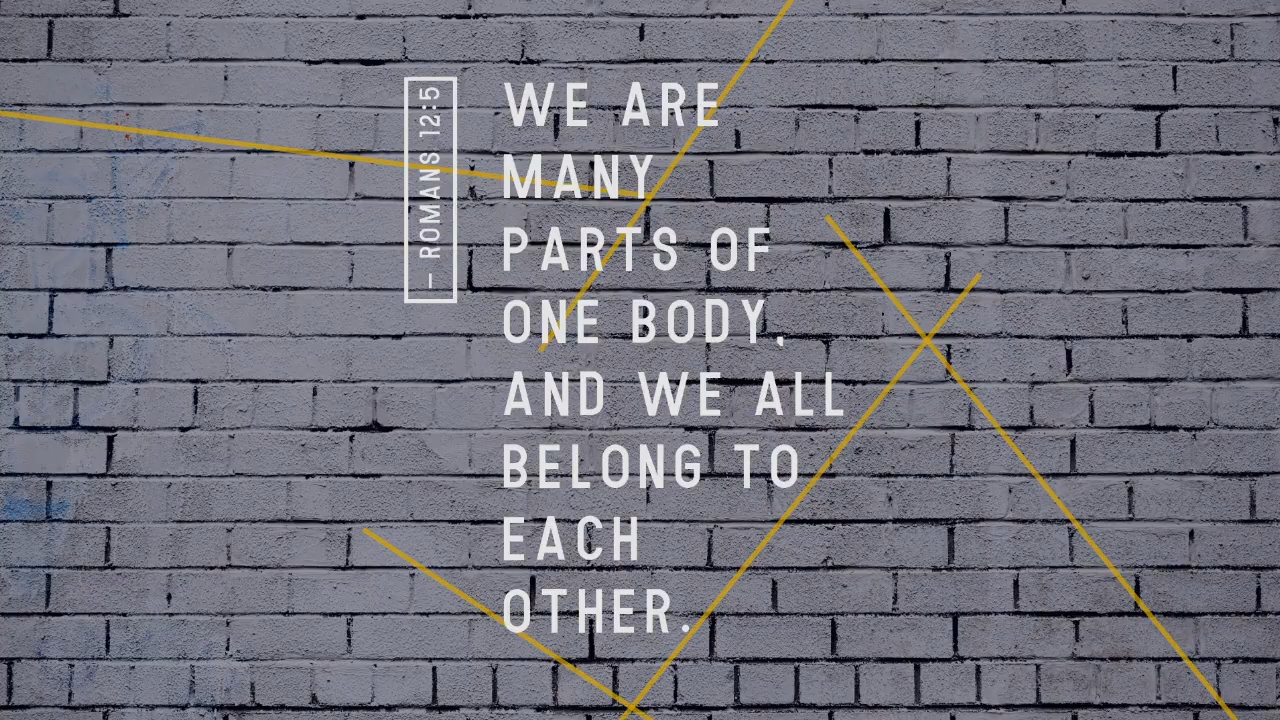 – ROMANS 12:5
WE ARE
MANY
PARTS OF
ONE BODY,
AND WE ALL
BELONG TO
EACH
OTHER.